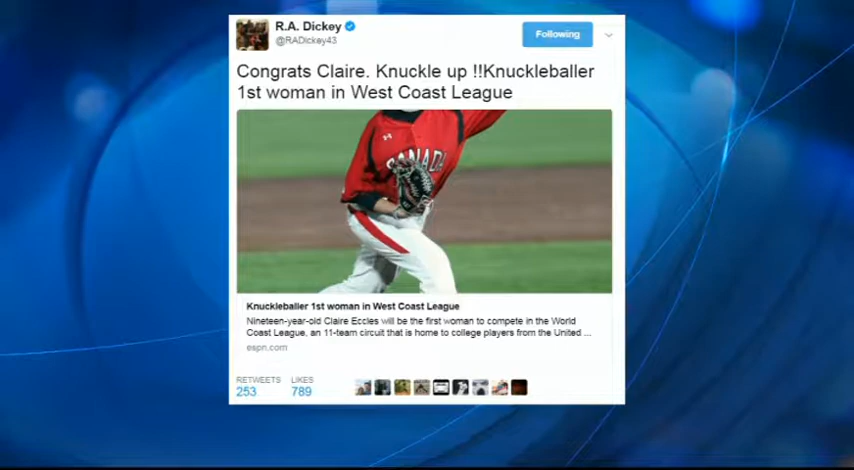 R.A. Dickey
@RADickey43
Following
Congrats Claire. Knuckle up !!Knuckleballer
1st woman in West Coast League
CANADA
Knuckleballer 1st woman in West Coast League
Nineteen-year-old Claire Eccles will be the first woman to compete in the World
Coast League, an 11-team circuit that is home to college players from the United ...
espn.com
RETWEETS LIKES
253 789